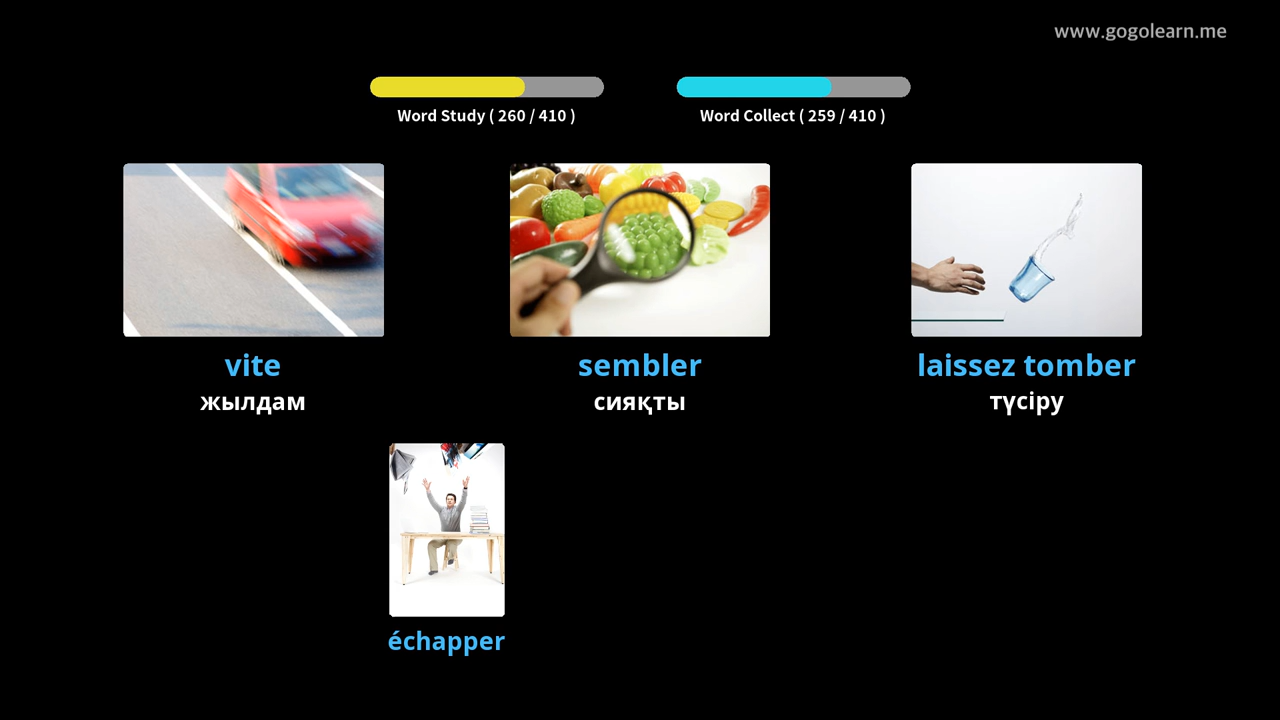 www.gogolearn.me
Word Study ( 260 / 410 )
Word Collect ( 259 / 410 )
vite
жылдам
sembler
сияқты
laissez tomber
түсіру
échapper